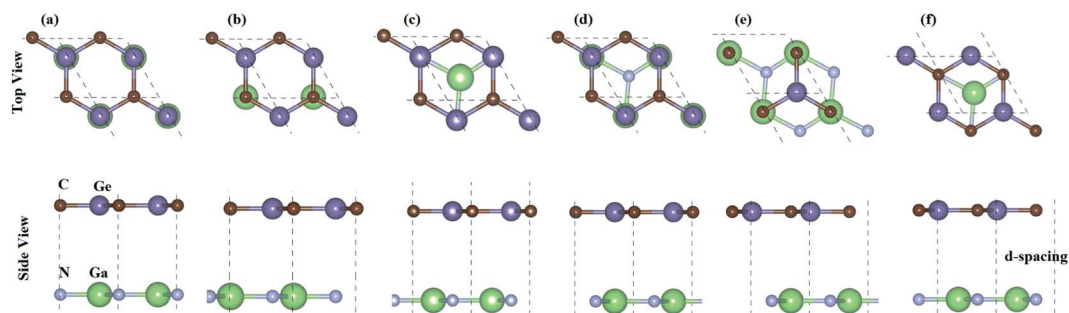 (a) (b) (c) (d) (e) (f)
Top View
C Ge
Side View
d-spacing
N Ga